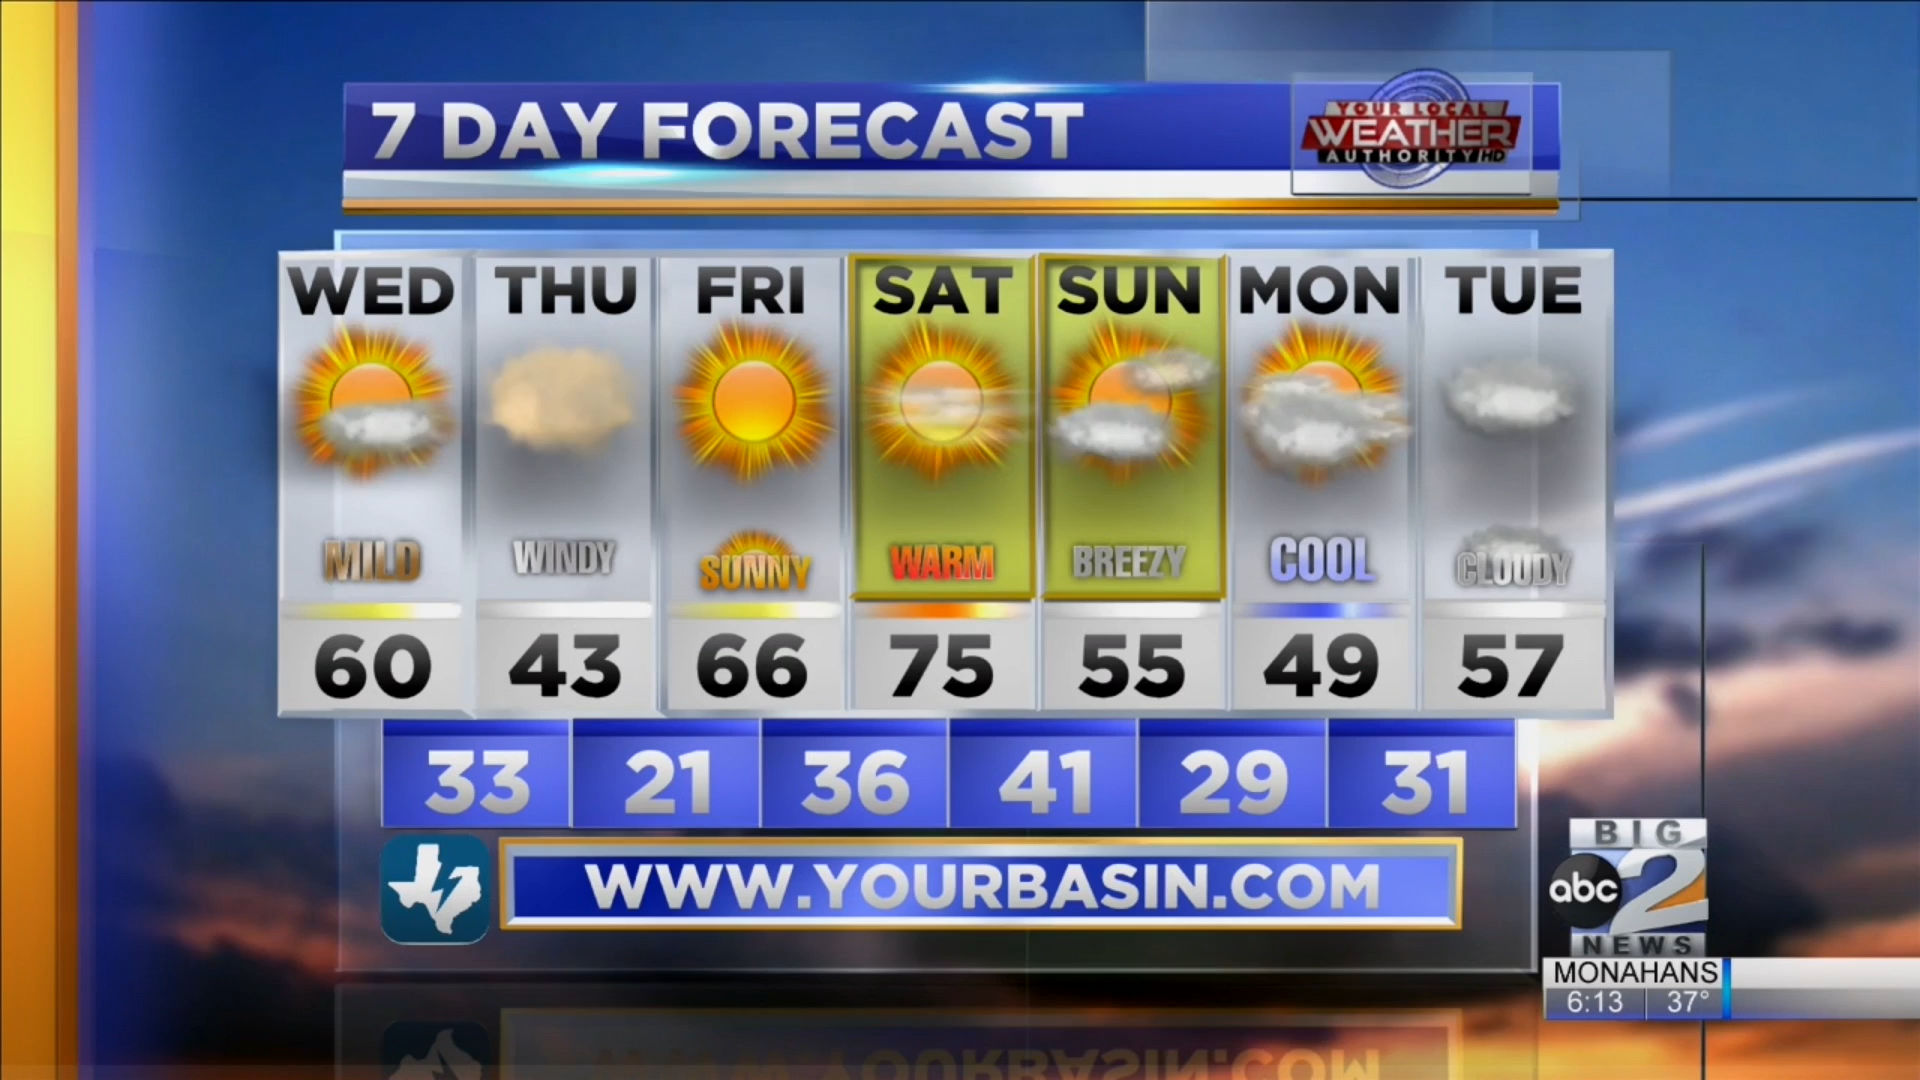 7 DAY FORECAST
YOUR LOCAL
WEATHER
AUTHORITY HD
WED THU FRI SAT SUN MON TUE
MILD WINDY SUNNY WARM BREEZY COOL CLOUDY
60 43 66 75 55 49 57
33 21 36 41 29 31
WWW.YOURBASIN.COM
BIG
abc 2
NEWS
MONAHANS
6:13 37°